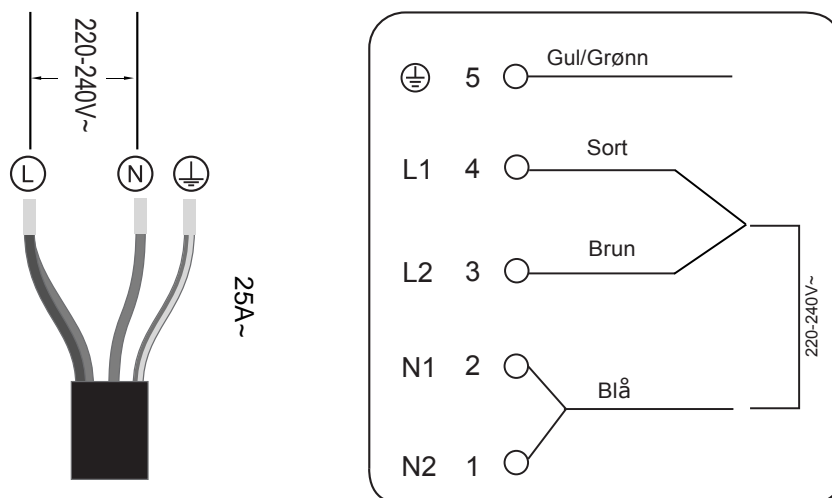 220-240V~
L
N
25A~
5 Gul/Grønn
L1 4 Sort
L2 3 Brun
N1 2
Blå
N2 1
220-240V~